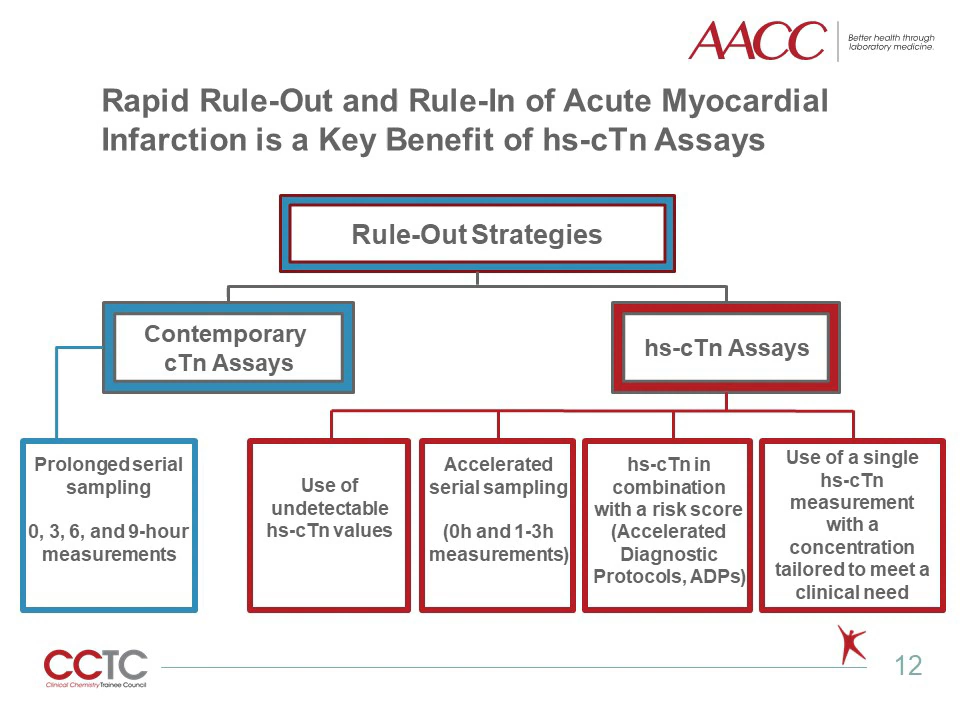 AACC
Better health through
laboratory medicine.
Rapid Rule-Out and Rule-In of Acute Myocardial
Infarction is a Key Benefit of hs-cTn Assays
Rule-Out Strategies
Contemporary
cTn Assays
hs-cTn Assays
Prolonged serial
sampling
0, 3, 6, and 9-hour
measurements
Use of
undetectable
hs-cTn values
Accelerated
serial sampling
(0h and 1-3h
measurements)
hs-cTn in
combination
with a risk score
(Accelerated
Diagnostic
Protocols, ADPs)
Use of a single
hs-cTn
measurement
with a
concentration
tailored to meet a
clinical need
CCTC
Clinical Chemistry Trainee Council
12